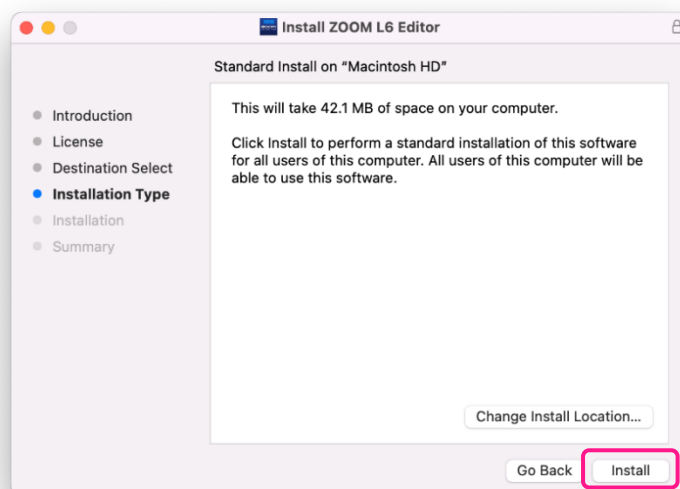 Install ZOOM L6 Editor
Standard Install on “Macintosh HD”
Introduction
License
Destination Select
Installation Type
Installation
Summary
This will take 42.1 MB of space on your computer.
Click Install to perform a standard installation of this software
for all users of this computer. All users of this computer will be
able to use this software.
Change Install Location...
Go Back
Install